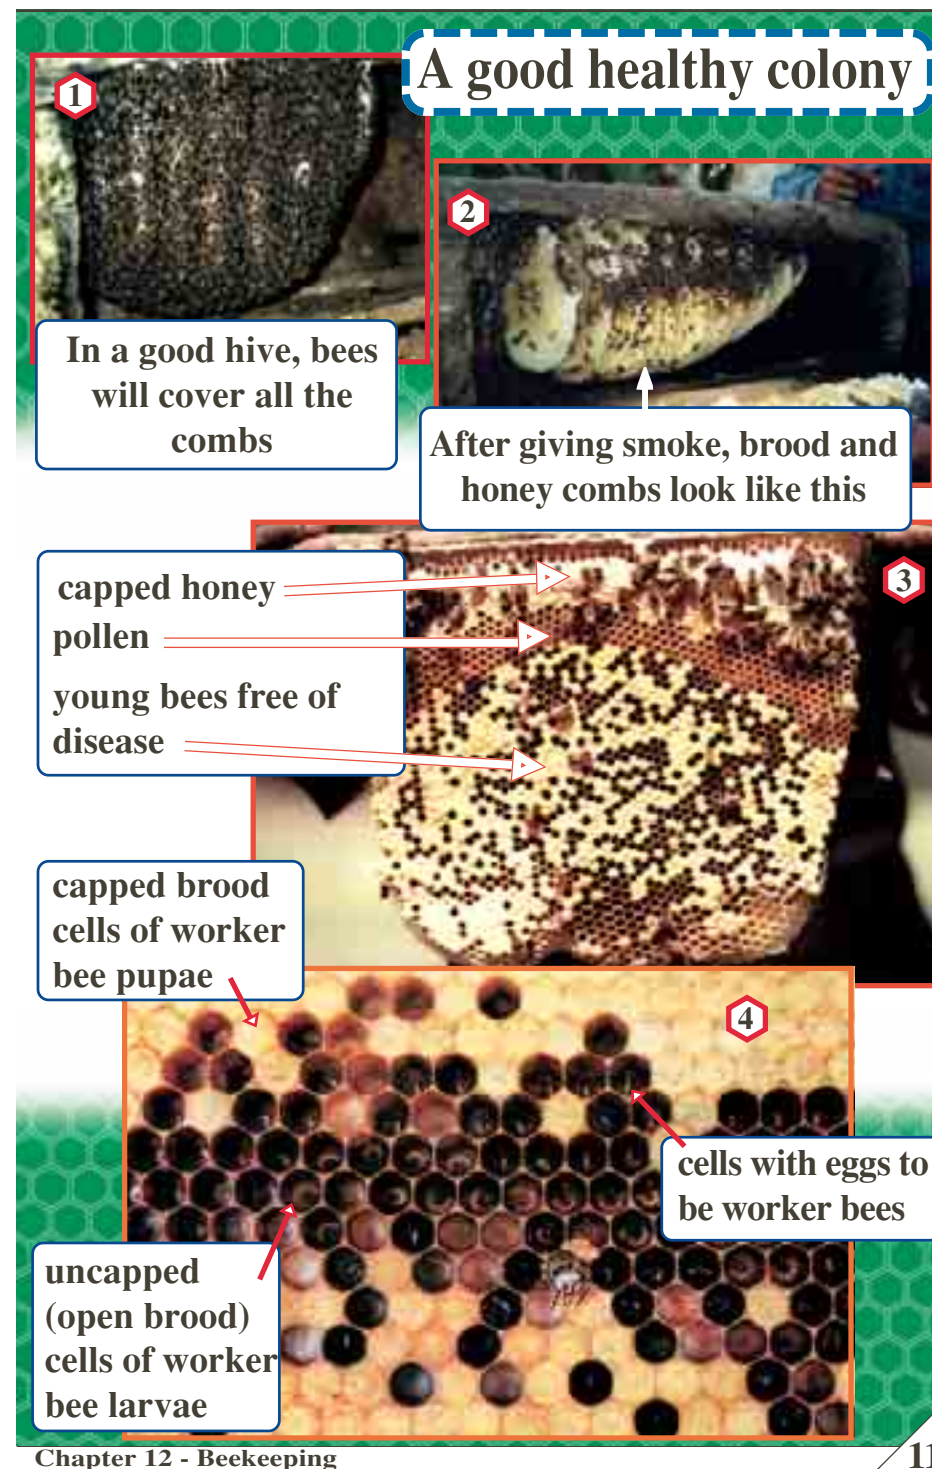 A good healthy colony
1
In a good hive, bees
will cover all the
combs
2
After giving smoke, brood and
honey combs look like this
3
capped honey
pollen
young bees free of
disease
capped brood
cells of worker
bee pupae
4
cells with eggs to
be worker bees
uncapped
(open brood)
cells of worker
bee larvae
Chapter 12 - Beekeeping